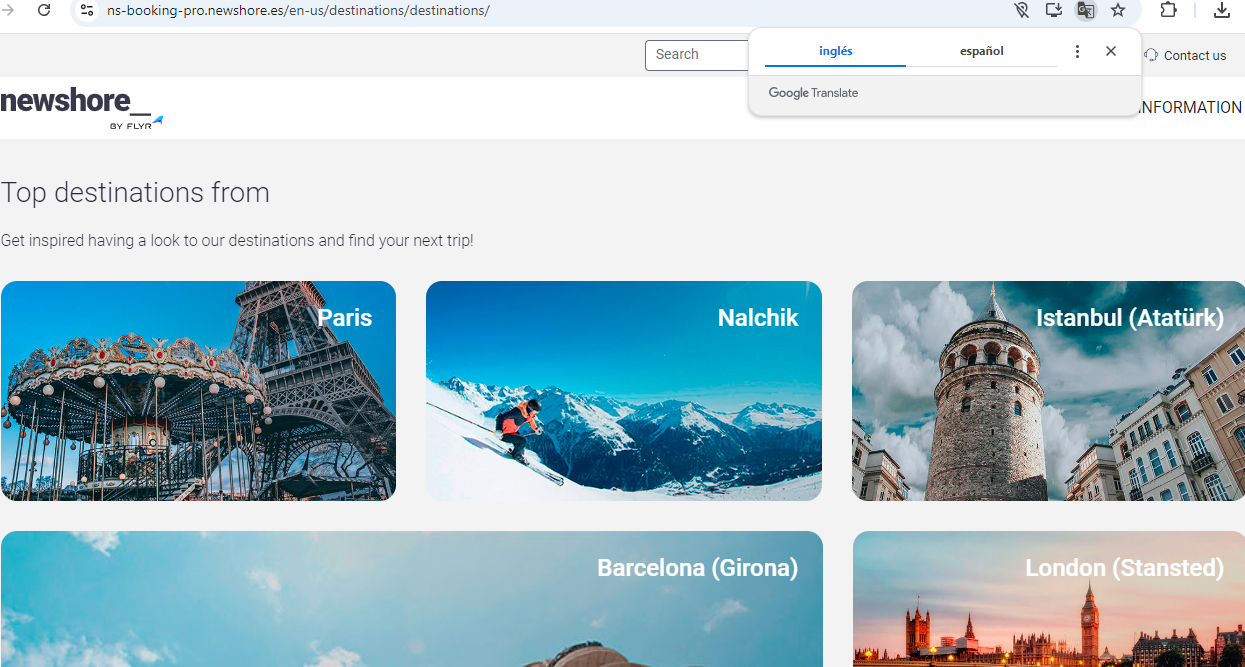 ns-booking-pro.newshore.es/en-us/destinations/destinations/
Search
inglés
español
Contact us
Google Translate
newshore_
BY FLYR
INFORMATION
Top destinations from
Get inspired having a look to our destinations and find your next trip!
Paris
Nalchik
Istanbul (Atatürk)
Barcelona (Girona)
London (Stansted)